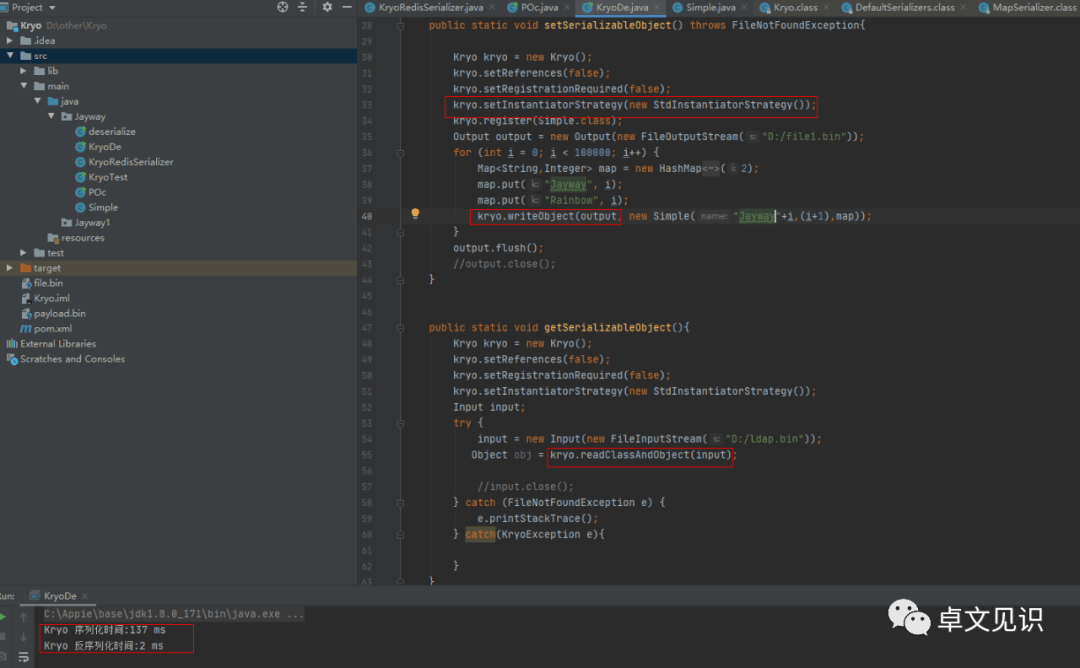 Project
KryoRedisSerializer.java
POc.java
KryoDe.java
Simple.java
Kryo.class
DefaultSerializers.class
MapSerializer.class
Kryo D:\other\Kryo
.idea
src
lib
main
java
Jayway
deserialize
KryoDe
KryoRedisSerializer
KryoTest
POc
Simple
Jayway1
resources
test
target
file.bin
Kryo.iml
payload.bin
pom.xml
External Libraries
Scratches and Consoles
28 public static void setSerializableObject() throws FileNotFoundException{
29
30 Kryo kryo = new Kryo();
31 kryo.setReferences(false);
32 kryo.setRegistrationRequired(false);
33 kryo.setInstantiatorStrategy(new StdInstantiatorStrategy());
34 kryo.register(Simple.class);
35 Output output = new Output(new FileOutputStream( s: "D:/file1.bin"));
36 for (int i = 0; i < 100000; i++) {
37 Map<String,Integer> map = new HashMap<~>( c: 2);
38 map.put( k: "Jayway", i);
39 map.put( k: "Rainbow", i);
40 kryo.writeObject(output, new Simple( name: "Jayway"+i,(i+1),map));
41 }
42 output.flush();
43 //output.close();
44 }
45
46
47 public static void getSerializableObject(){
48 Kryo kryo = new Kryo();
49 kryo.setReferences(false);
50 kryo.setRegistrationRequired(false);
51 kryo.setInstantiatorStrategy(new StdInstantiatorStrategy());
52 Input input;
53 try {
54 input = new Input(new FileInputStream( s: "D:/ldap.bin"));
55 Object obj = kryo.readClassAndObject(input);
56
57 //input.close();
58 } catch (FileNotFoundException e) {
59 e.printStackTrace();
60 } catch(KryoException e){
61
62 }
63 }
un: KryoDe
C:\Appie\base\jdk1.8.0_171\bin\java.exe ...
Kryo 序列化时间:137 ms
Kryo 反序列化时间:2 ms
卓文见识